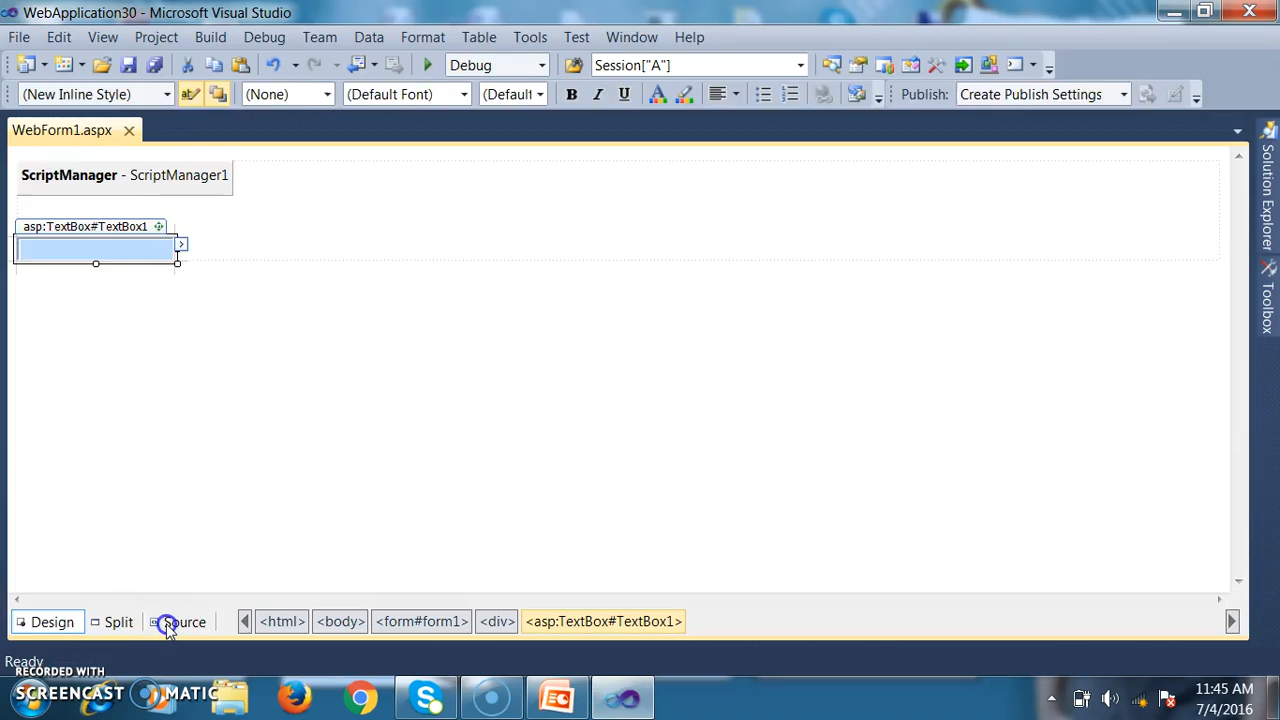 WebApplication30 - Microsoft Visual Studio
File Edit View Project Build Debug Team Data Format Table Tools Test Window Help
Debug Session["A"]
(New Inline Style) (None) (Default Font) (Default B I U A Publish: Create Publish Settings
WebForm1.aspx
ScriptManager - ScriptManager1
asp:TextBox#TextBox1
Solution Explorer
Toolbox
Design Split Source <html> <body> <form#form1> <div> <asp:TextBox#TextBox1>
Ready
RECORDED WITH
SCREENCAST MATIC
11:45 AM
7/4/2016